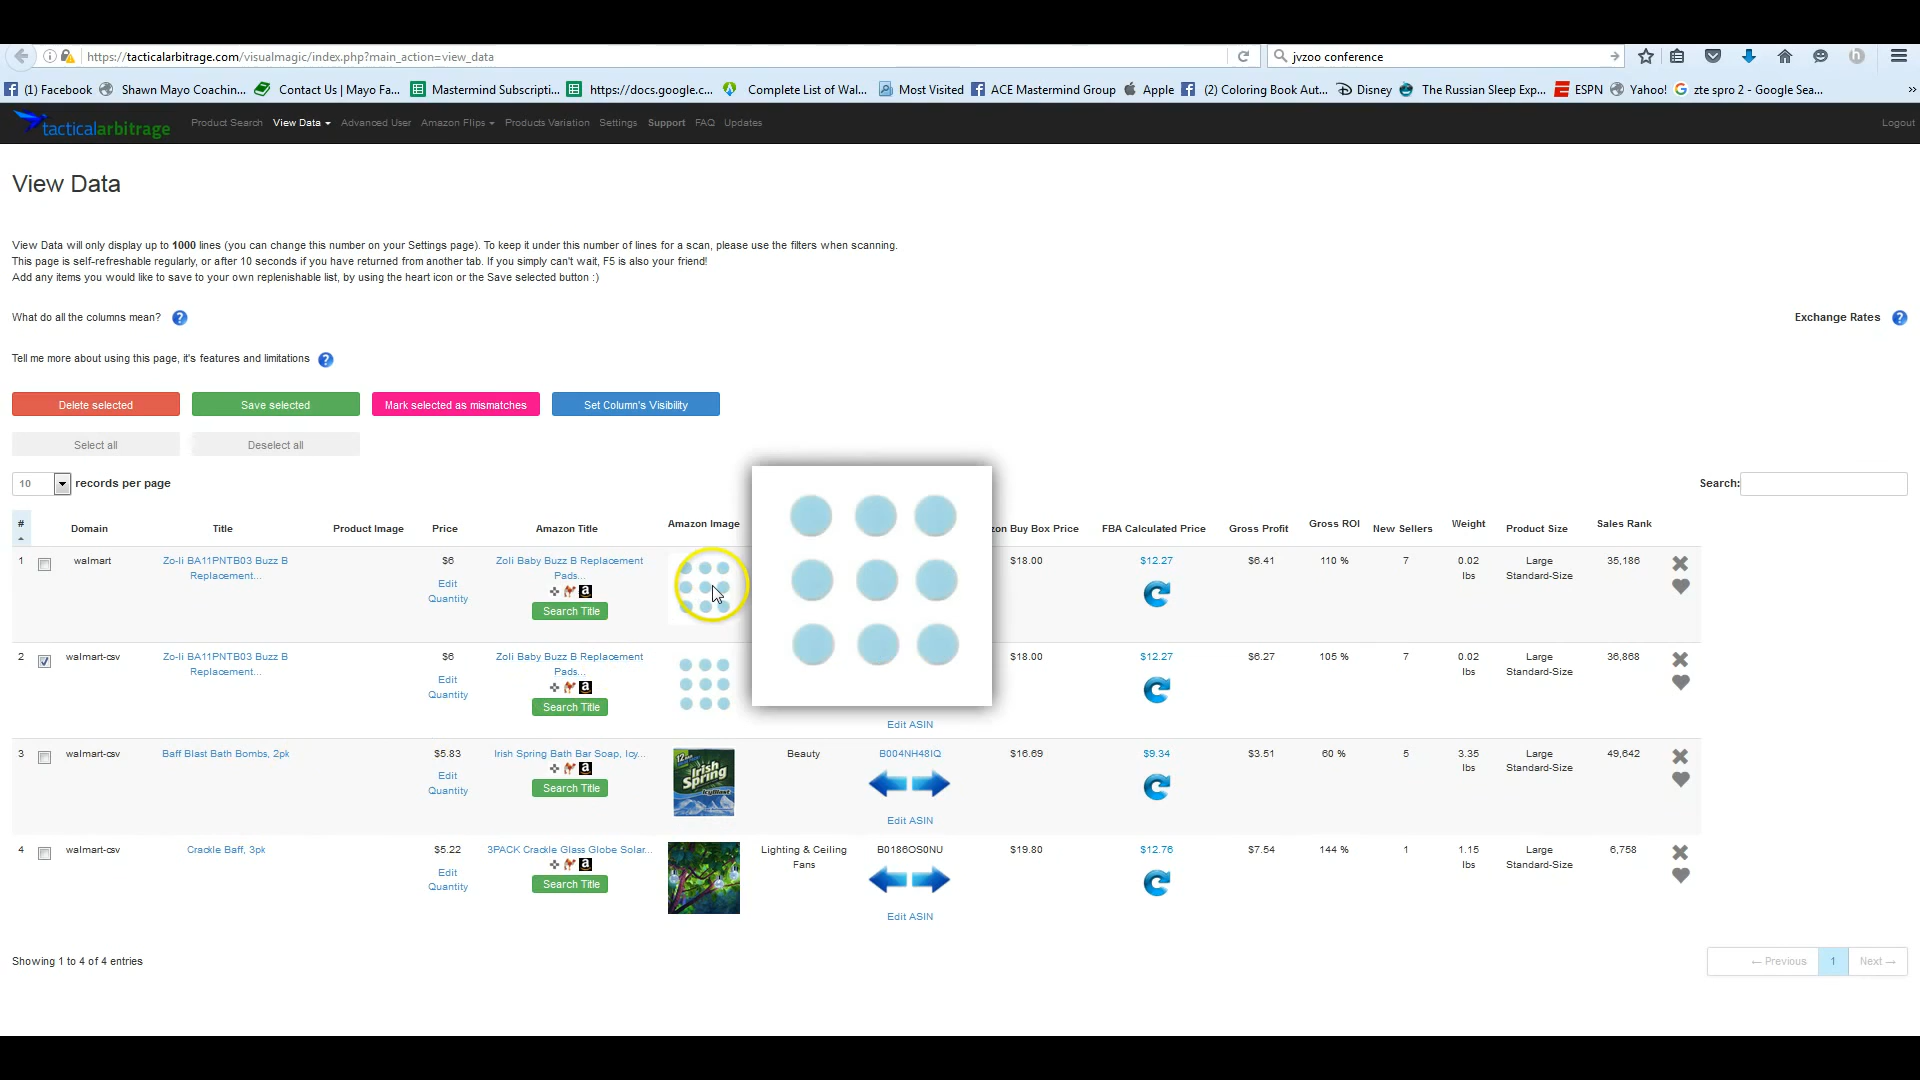 https://tacticalarbitrage.com/visualmagic/index.php?main_action=view_data
jvzoo conference
(1) Facebook
Shawn Mayo Coachin...
Contact Us | Mayo Fa...
Mastermind Subscripti...
https://docs.google.c...
Complete List of Wal...
Most Visited
ACE Mastermind Group
Apple
(2) Coloring Book Aut...
Disney
The Russian Sleep Exp...
ESPN
Yahoo!
zte spro 2 - Google Sea...
tacticalarbitrage
Product Search
View Data
Advanced User
Amazon Flips
Products Variation
Settings
Support
FAQ
Updates
Logout
View Data
View Data will only display up to 1000 lines (you can change this number on your Settings page). To keep it under this number of lines for a scan, please use the filters when scanning.
This page is self-refreshable regularly, or after 10 seconds if you have returned from another tab. If you simply can't wait, F5 is also your friend!
Add any items you would like to save to your own replenishable list, by using the heart icon or the Save selected button :)
What do all the columns mean? ?
Exchange Rates ?
Tell me more about using this page, it's features and limitations ?
Delete selected
Save selected
Mark selected as mismatches
Set Column's Visibility
Select all
Deselect all
10 records per page
Search:
# Domain Title Product Image Price Amazon Title Amazon Image zon Buy Box Price FBA Calculated Price Gross Profit Gross ROI New Sellers Weight Product Size Sales Rank
1 walmart Zo-li BA11PNTB03 Buzz B $6 Zoli Baby Buzz B Replacement $18.00 $12.27 $6.41 110 % 7 0.02 Large 35,186
Replacement... Pads... lbs Standard-Size
Edit
Quantity
a
Search Title
2 walmart-csv Zo-li BA11PNTB03 Buzz B $6 Zoli Baby Buzz B Replacement $18.00 $12.27 $6.27 105 % 7 0.02 Large 36,868
Replacement... Pads... lbs Standard-Size
Edit
Quantity
a
Search Title
Edit ASIN
3 walmart-csv Baff Blast Bath Bombs, 2pk $5.83 Irish Spring Bath Bar Soap, Icy... Beauty B004NH48IQ $16.69 $9.34 $3.51 60 % 5 3.35 Large 49,642
lbs Standard-Size
Edit
Quantity
a
Search Title
12
Irish
Spring
IcyBlast
Edit ASIN
4 walmart-csv Crackle Baff, 3pk $5.22 3PACK Crackle Glass Globe Solar... Lighting & Ceiling B0186OS0NU $19.80 $12.76 $7.54 144 % 1 1.15 Large 6,758
Fans lbs Standard-Size
Edit
Quantity
a
Search Title
Edit ASIN
Showing 1 to 4 of 4 entries
← Previous 1 Next →